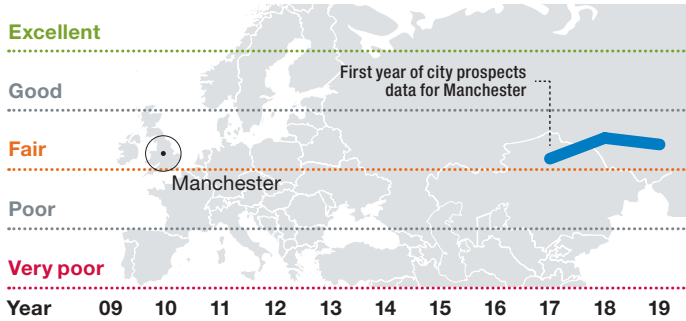 Excellent
First year of city prospects
data for Manchester
Good
Fair
Manchester
Poor
Very poor
Year 09 10 11 12 13 14 15 16 17 18 19